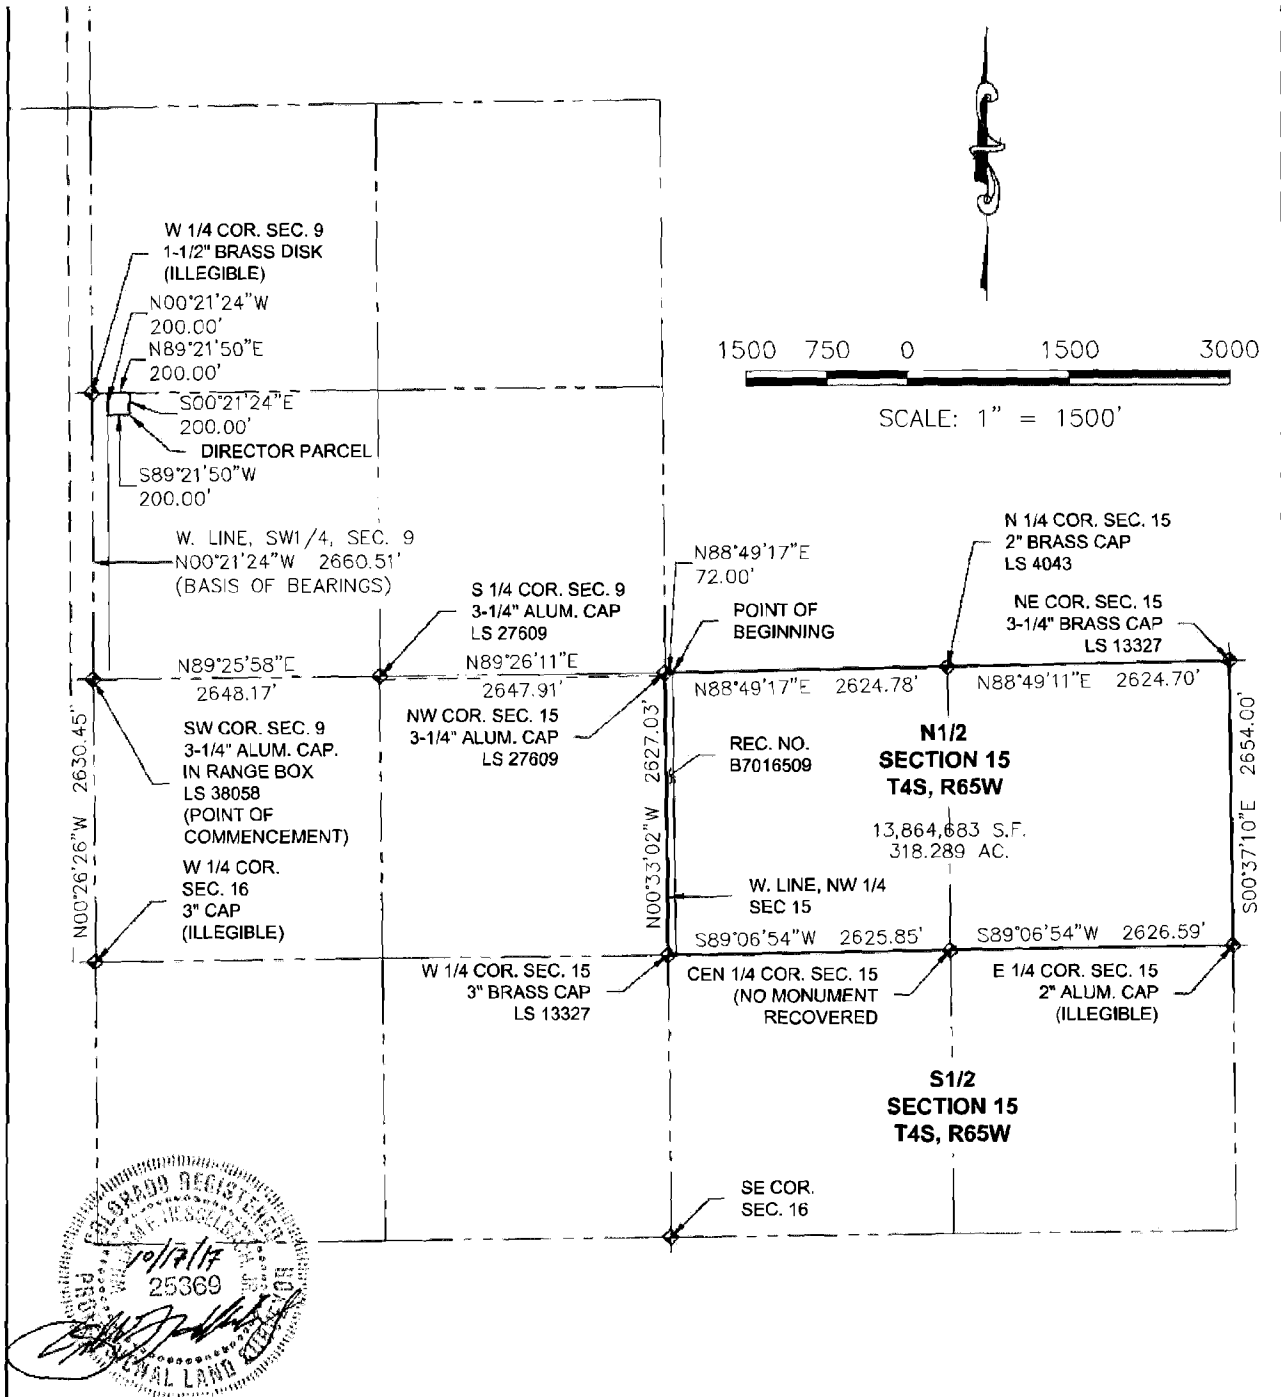 W 1/4 COR. SEC. 9
1-1/2" BRASS DISK
(ILLEGIBLE)
N00°21'24"W
200.00'
N89°21'50"E
200.00'
S00°21'24"E
200.00'
DIRECTOR PARCEL
S89°21'50"W
200.00'
W. LINE, SW1/4, SEC. 9
N00°21'24"W 2660.51'
(BASIS OF BEARINGS)
1500 750 0 1500 3000
SCALE: 1" = 1500'
S 1/4 COR. SEC. 9
3-1/4" ALUM. CAP
LS 27609
N88°49'17"E
72.00'
POINT OF
BEGINNING
N 1/4 COR. SEC. 15
2" BRASS CAP
LS 4043
NE COR. SEC. 15
3-1/4" BRASS CAP
LS 13327
N89°25'58"E
2648.17'
N89°26'11"E
2647.91'
N88°49'17"E 2624.78'
N88°49'11"E 2624.70'
NW COR. SEC. 15
3-1/4" ALUM. CAP
LS 27609
SW COR. SEC. 9
3-1/4" ALUM. CAP.
IN RANGE BOX
LS 38058
(POINT OF
COMMENCEMENT)
N00°26'26"W 2630.45'
W 1/4 COR.
SEC. 16
3" CAP
(ILLEGIBLE)
N00°33'02"W 2627.03'
REC. NO.
B7016509
N1/2
SECTION 15
T4S, R65W
13,864,683 S.F.
318.289 AC.
S00°37'10"E 2654.00'
W. LINE, NW 1/4
SEC 15
S89°06'54"W 2625.85'
S89°06'54"W 2626.59'
W 1/4 COR. SEC. 15
3" BRASS CAP
LS 13327
CEN 1/4 COR. SEC. 15
(NO MONUMENT
RECOVERED
E 1/4 COR. SEC. 15
2" ALUM. CAP
(ILLEGIBLE)
S1/2
SECTION 15
T4S, R65W
SE COR.
SEC. 16
COLORADO REGISTERED
10/17/17
25369
PROFESSIONAL LAND SURVEYOR